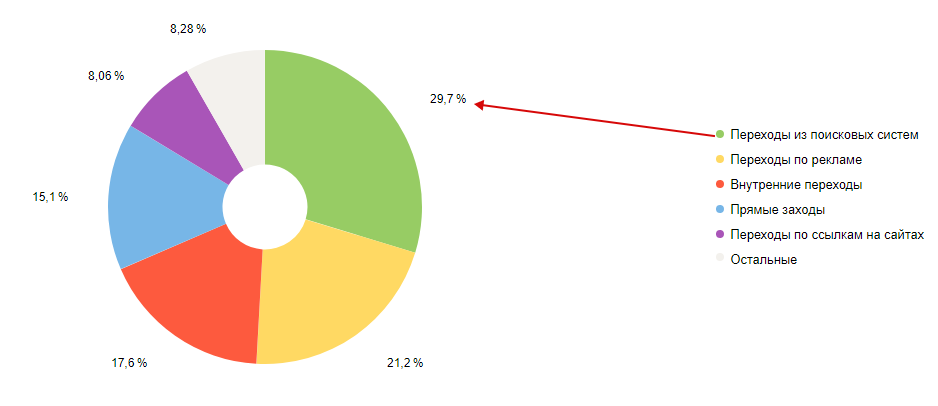 8,28 %
8,06 %
29,7 %
15,1 %
17,6 %
21,2 %
Переходы из поисковых систем
Переходы по рекламе
Внутренние переходы
Прямые заходы
Переходы по ссылкам на сайтах
Остальные